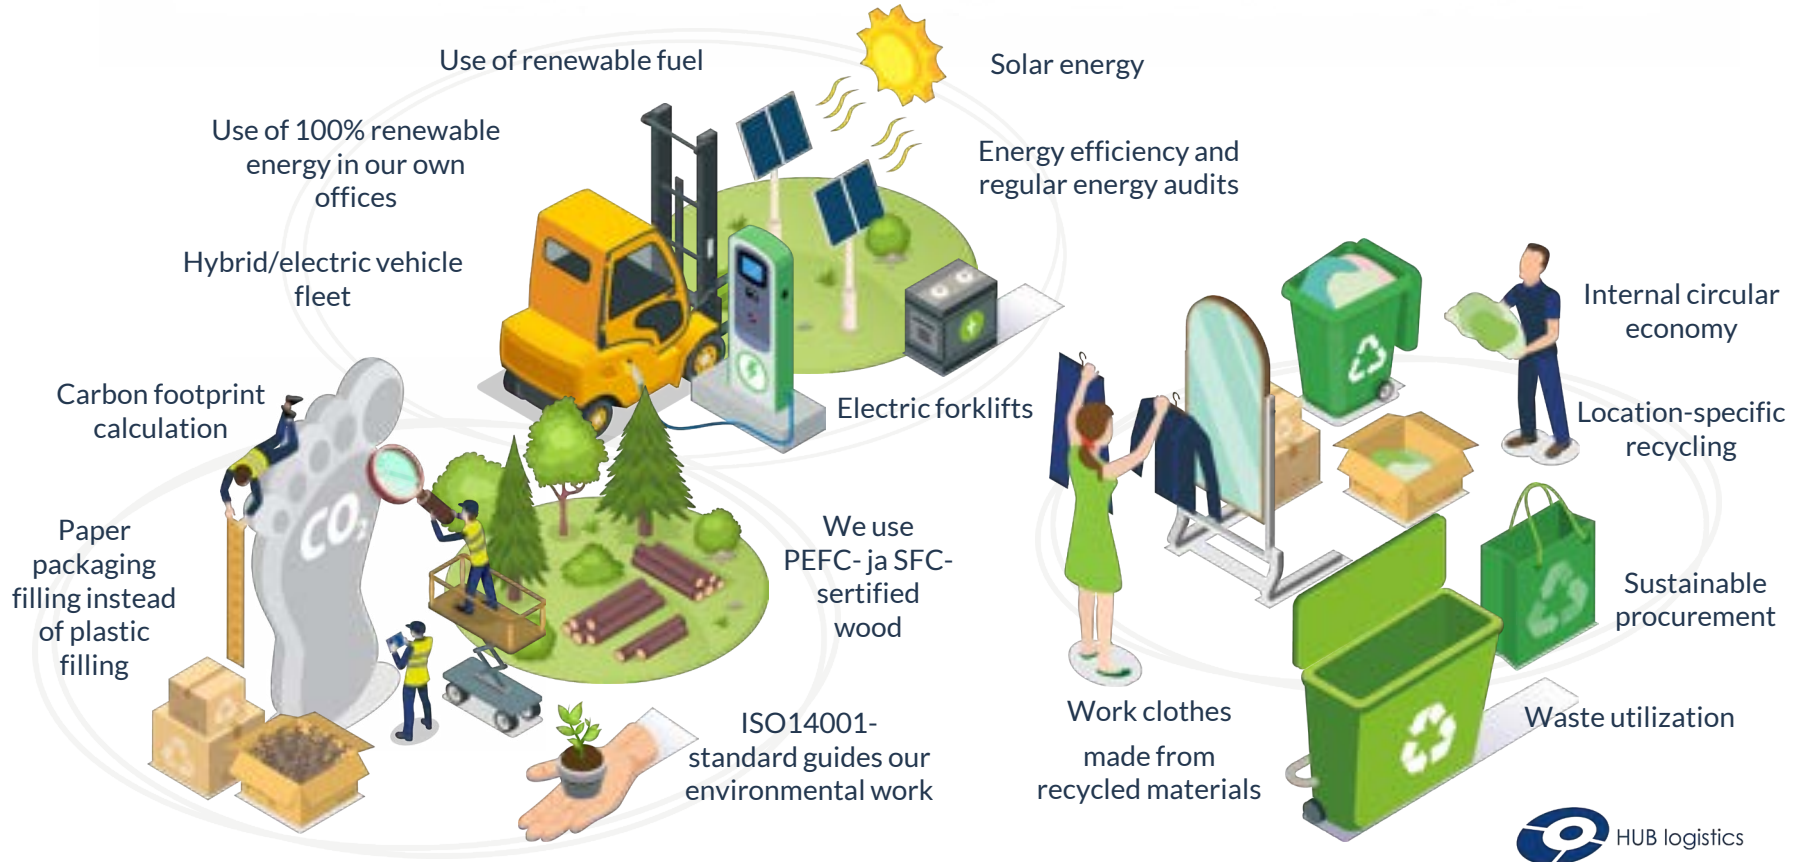 Use of renewable fuel
Solar energy
Use of 100% renewable
energy in our own
offices
Energy efficiency and
regular energy audits
Hybrid/electric vehicle
fleet
Electric forklifts
Carbon footprint
calculation
CO₂
Paper
packaging
filling instead
of plastic
filling
We use
PEFC- ja SFC-
sertified
wood
ISO14001-
standard guides our
environmental work
Internal circular
economy
Location-specific
recycling
Sustainable
procurement
Work clothes
made from
recycled materials
Waste utilization
HUB logistics